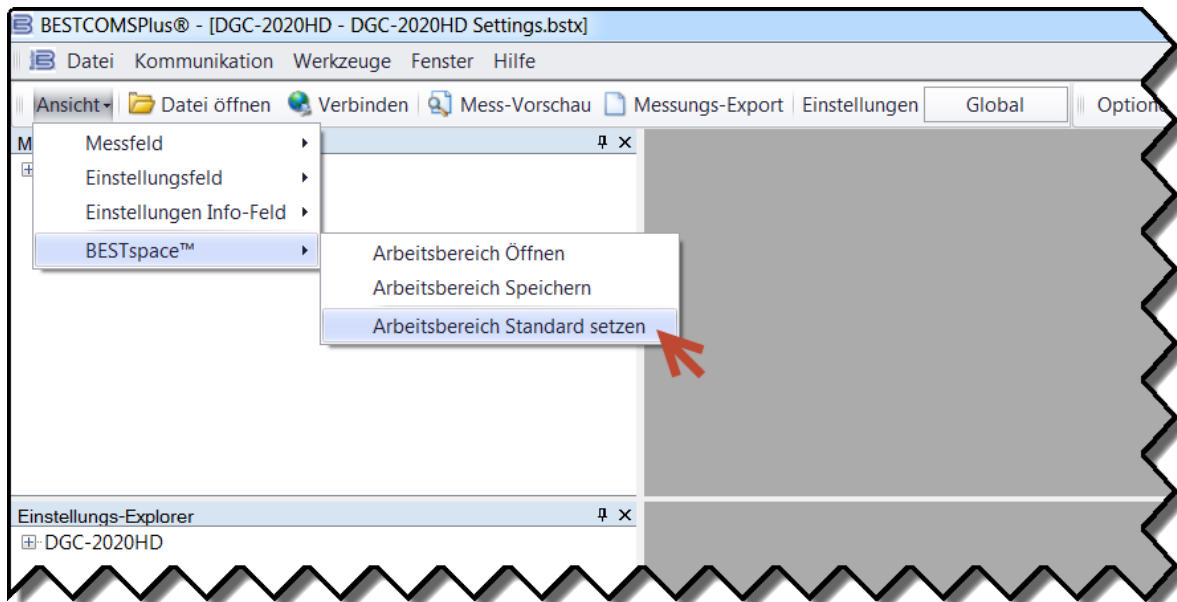 BESTCOMSPlus® - [DGC-2020HD - DGC-2020HD Settings.bstx]
Datei Kommunikation Werkzeuge Fenster Hilfe
Ansicht Datei öffnen Verbinden Mess-Vorschau Messungs-Export Einstellungen Global
Messfeld
Einstellungsfeld
Einstellungen Info-Feld
BESTspace™
Arbeitsbereich Öffnen
Arbeitsbereich Speichern
Arbeitsbereich Standard setzen
Einstellungs-Explorer
DGC-2020HD